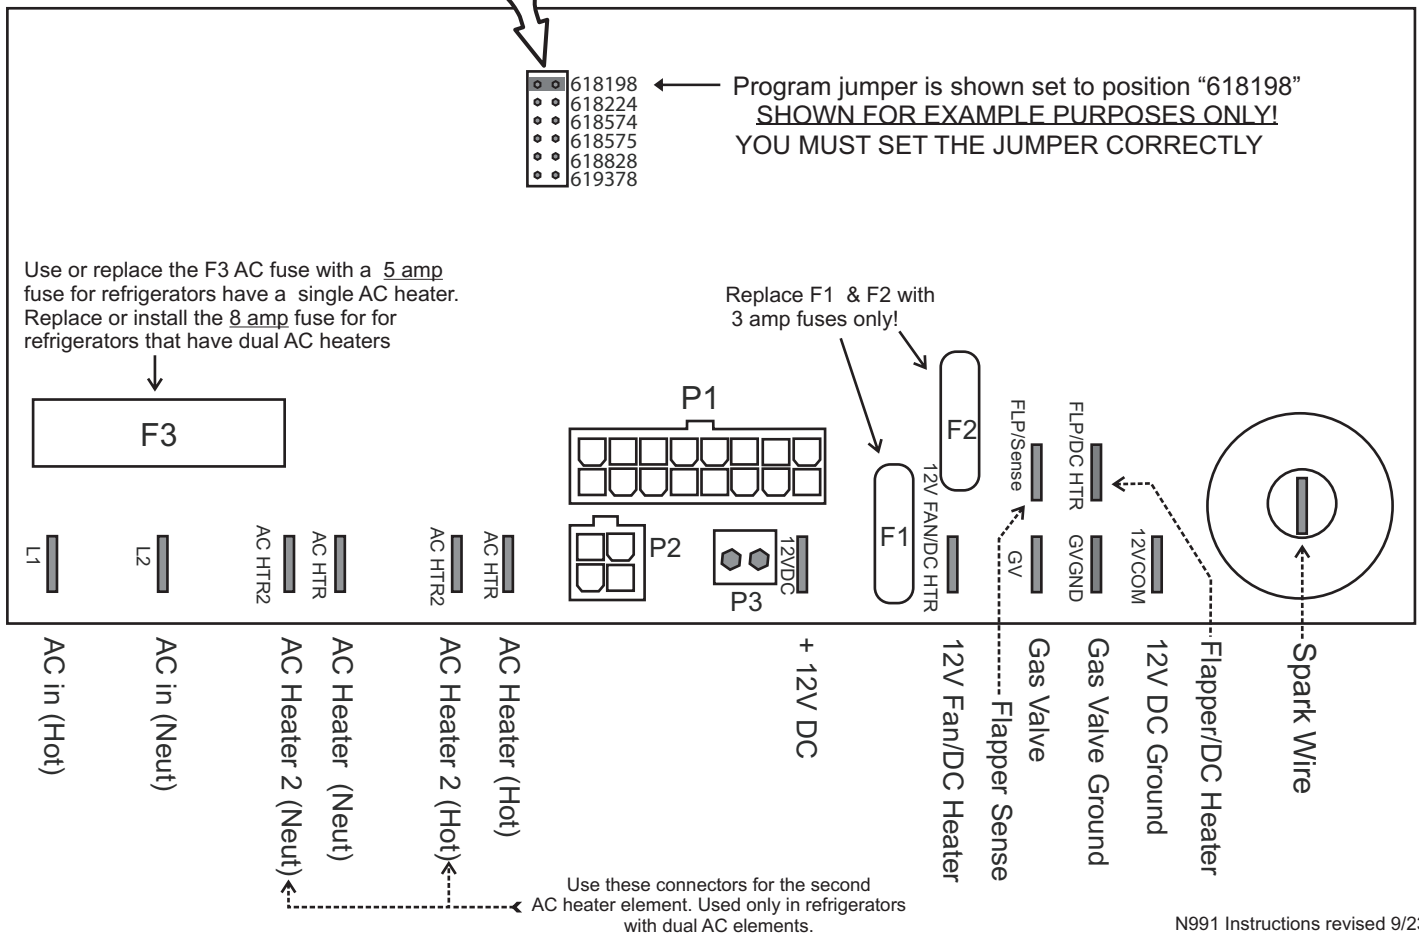 618198
618224
618574
618575
618828
619378
Program jumper is shown set to position “618198”
SHOWN FOR EXAMPLE PURPOSES ONLY!
YOU MUST SET THE JUMPER CORRECTLY
Use or replace the F3 AC fuse with a 5 amp
fuse for refrigerators have a single AC heater.
Replace or install the 8 amp fuse for for
refrigerators that have dual AC heaters
Replace F1 & F2 with
3 amp fuses only!
F3
P1
P2
P3
F1
F2
L1
L2
AC HTR2
AC HTR
AC HTR2
AC HTR
12VDC
12V FAN/DC HTR
FLP/Sense
GV
FLP/DC HTR
GVGND
12VCOM
AC in (Hot)
AC in (Neut)
AC Heater 2 (Neut)
AC Heater (Neut)
AC Heater 2 (Hot)
AC Heater (Hot)
+ 12V DC
12V Fan/DC Heater
Flapper Sense
Gas Valve
Gas Valve Ground
12V DC Ground
Flapper/DC Heater
Spark Wire
Use these connectors for the second
AC heater element. Used only in refrigerators
with dual AC elements.
N991 Instructions revised 9/2